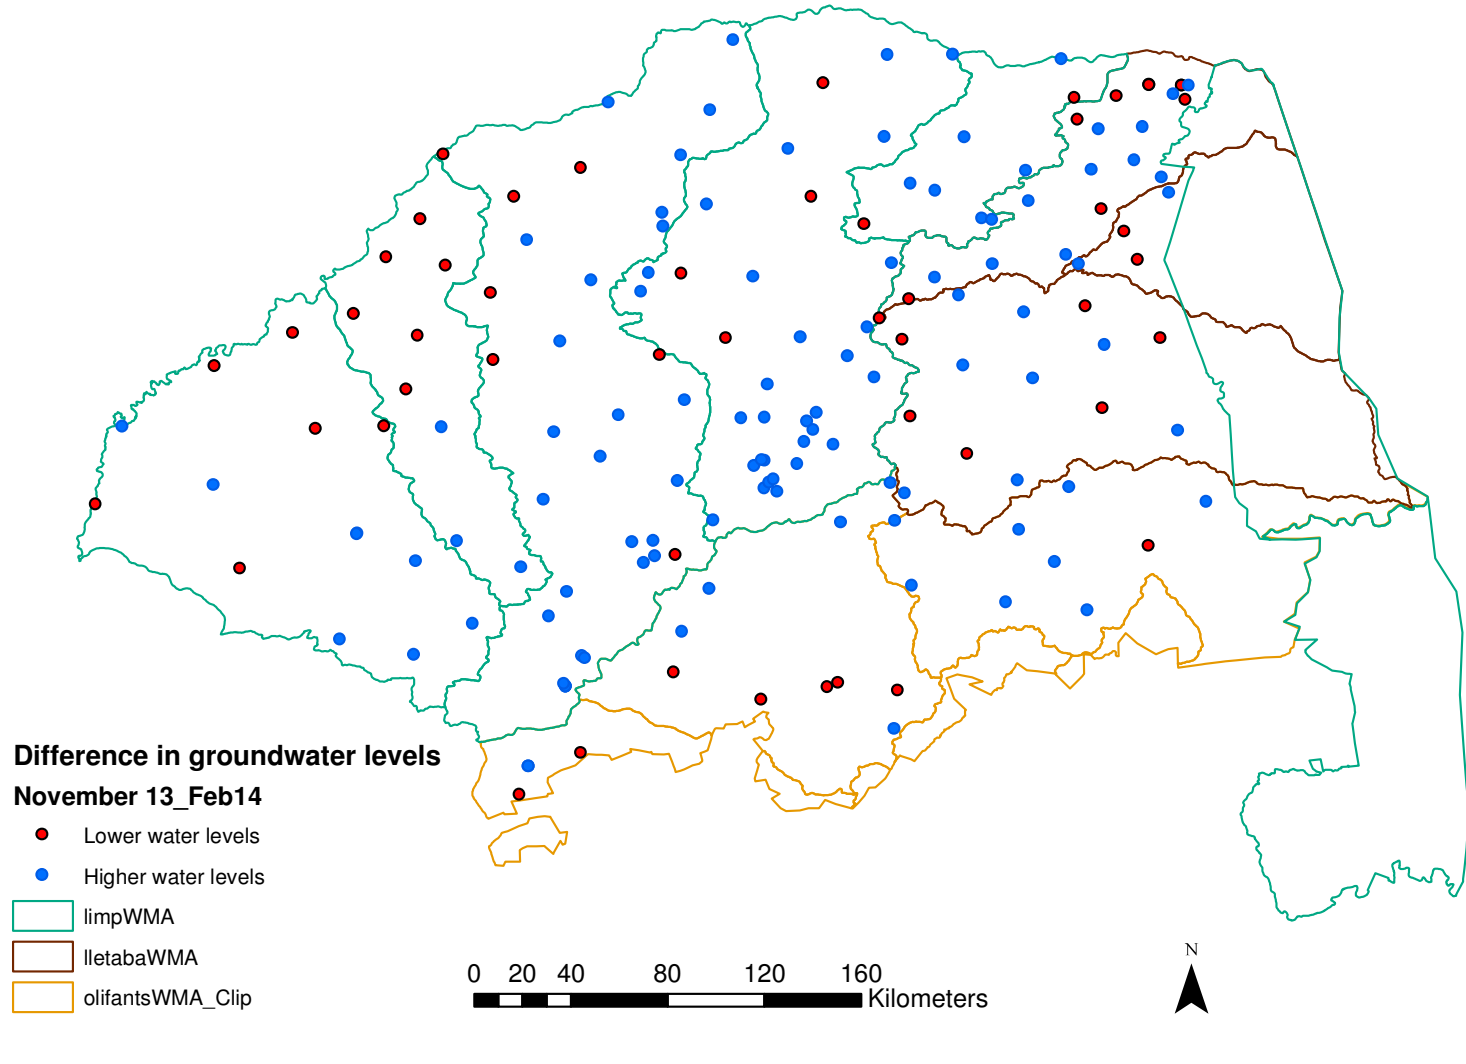 Difference in groundwater levels
November 13_Feb14
Lower water levels
Higher water levels
limpWMA
lletabaWMA
olifantsWMA_Clip
0 20 40 80 120 160
Kilometers
N